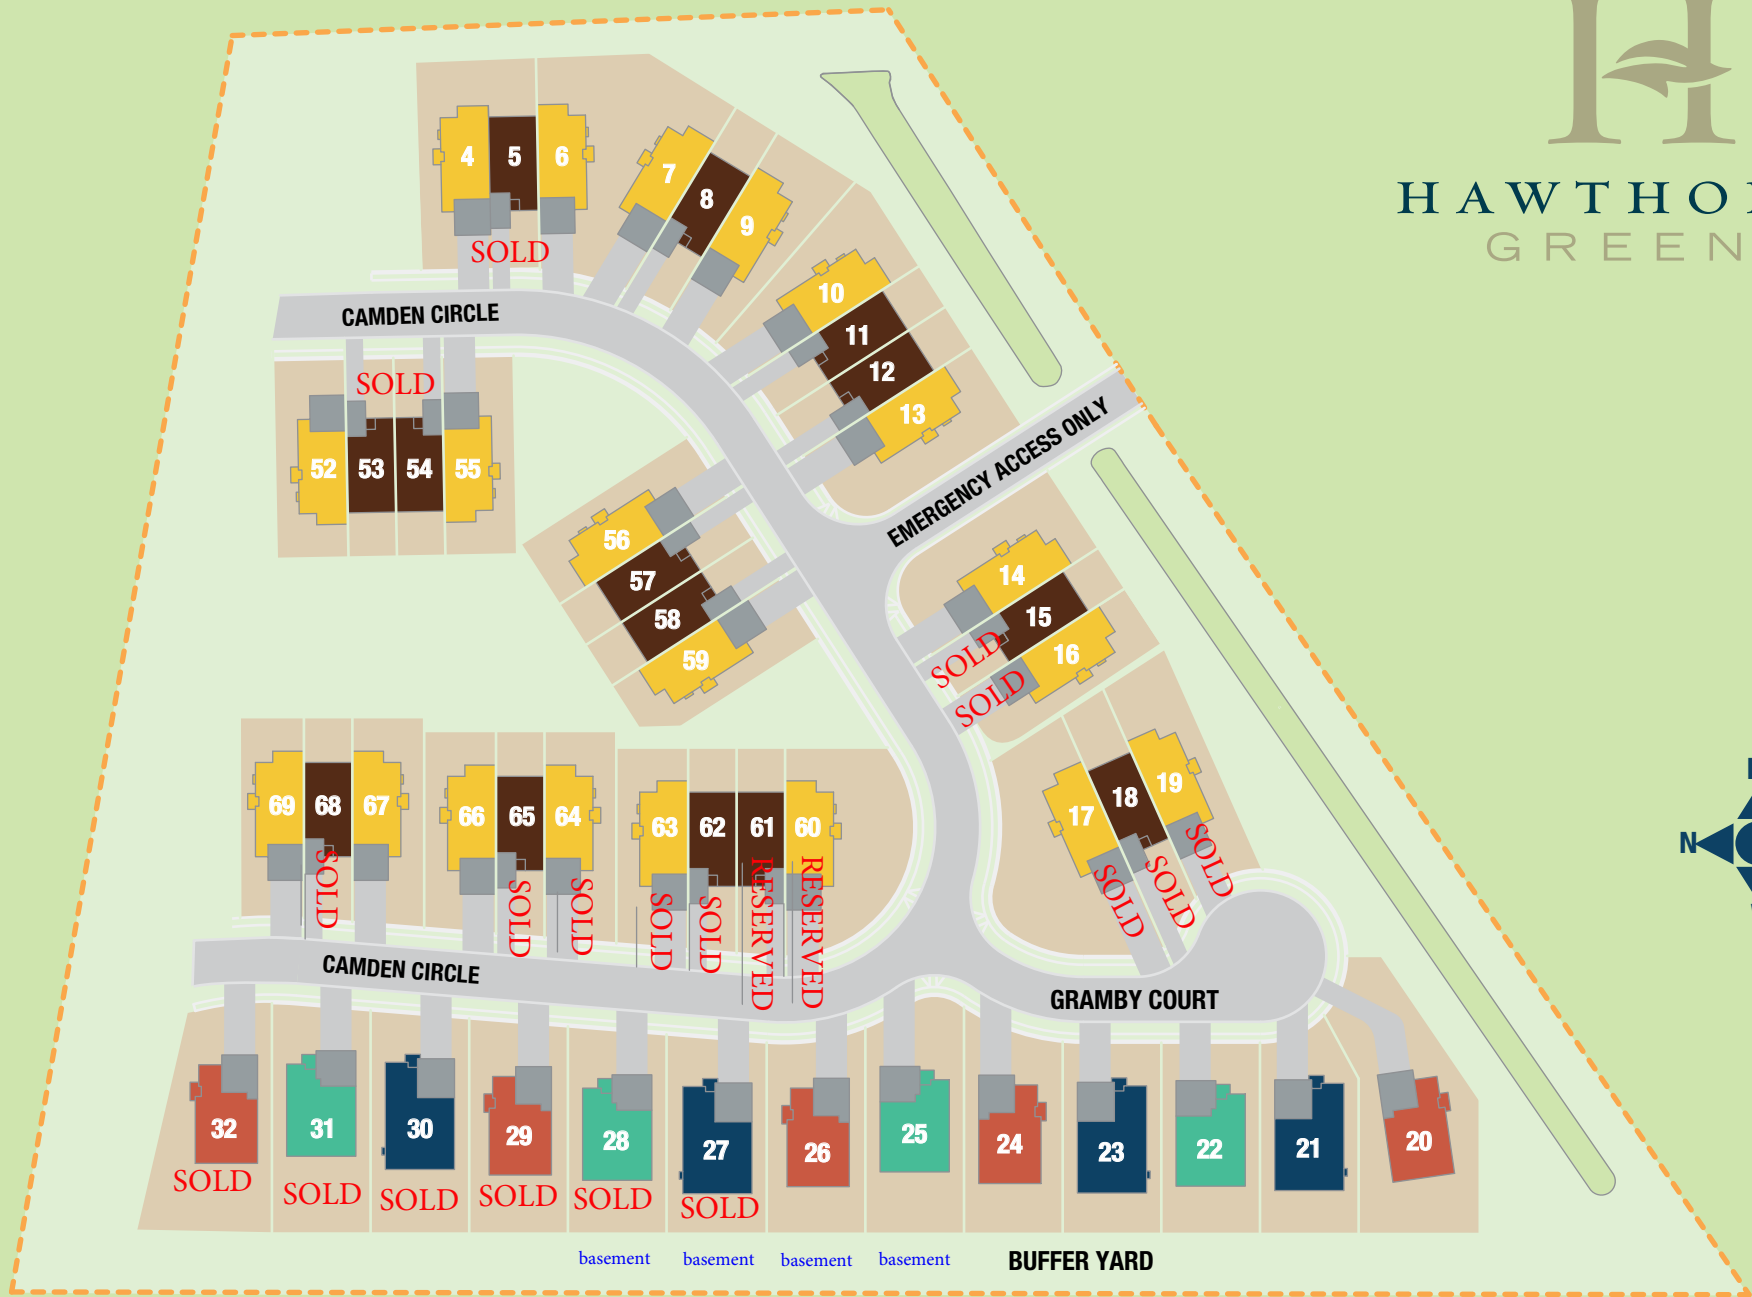 H
HAWTHO
GREEN
4 5 6
SOLD
7 8 9
CAMDEN CIRCLE
10
11
12
13
SOLD
52 53 54 55
EMERGENCY ACCESS ONLY
56
57
58
59
14
15
16
SOLD
SOLD
17 18 19
SOLD
SOLD
SOLD
69 68 67
SOLD
66 65 64
SOLD
SOLD
63 62 61 60
SOLD
SOLD
RESERVED
RESERVED
N
CAMDEN CIRCLE
GRAMBY COURT
32 31 30 29 28 27 26 25 24 23 22 21 20
SOLD SOLD SOLD SOLD SOLD SOLD
basement basement basement basement
BUFFER YARD